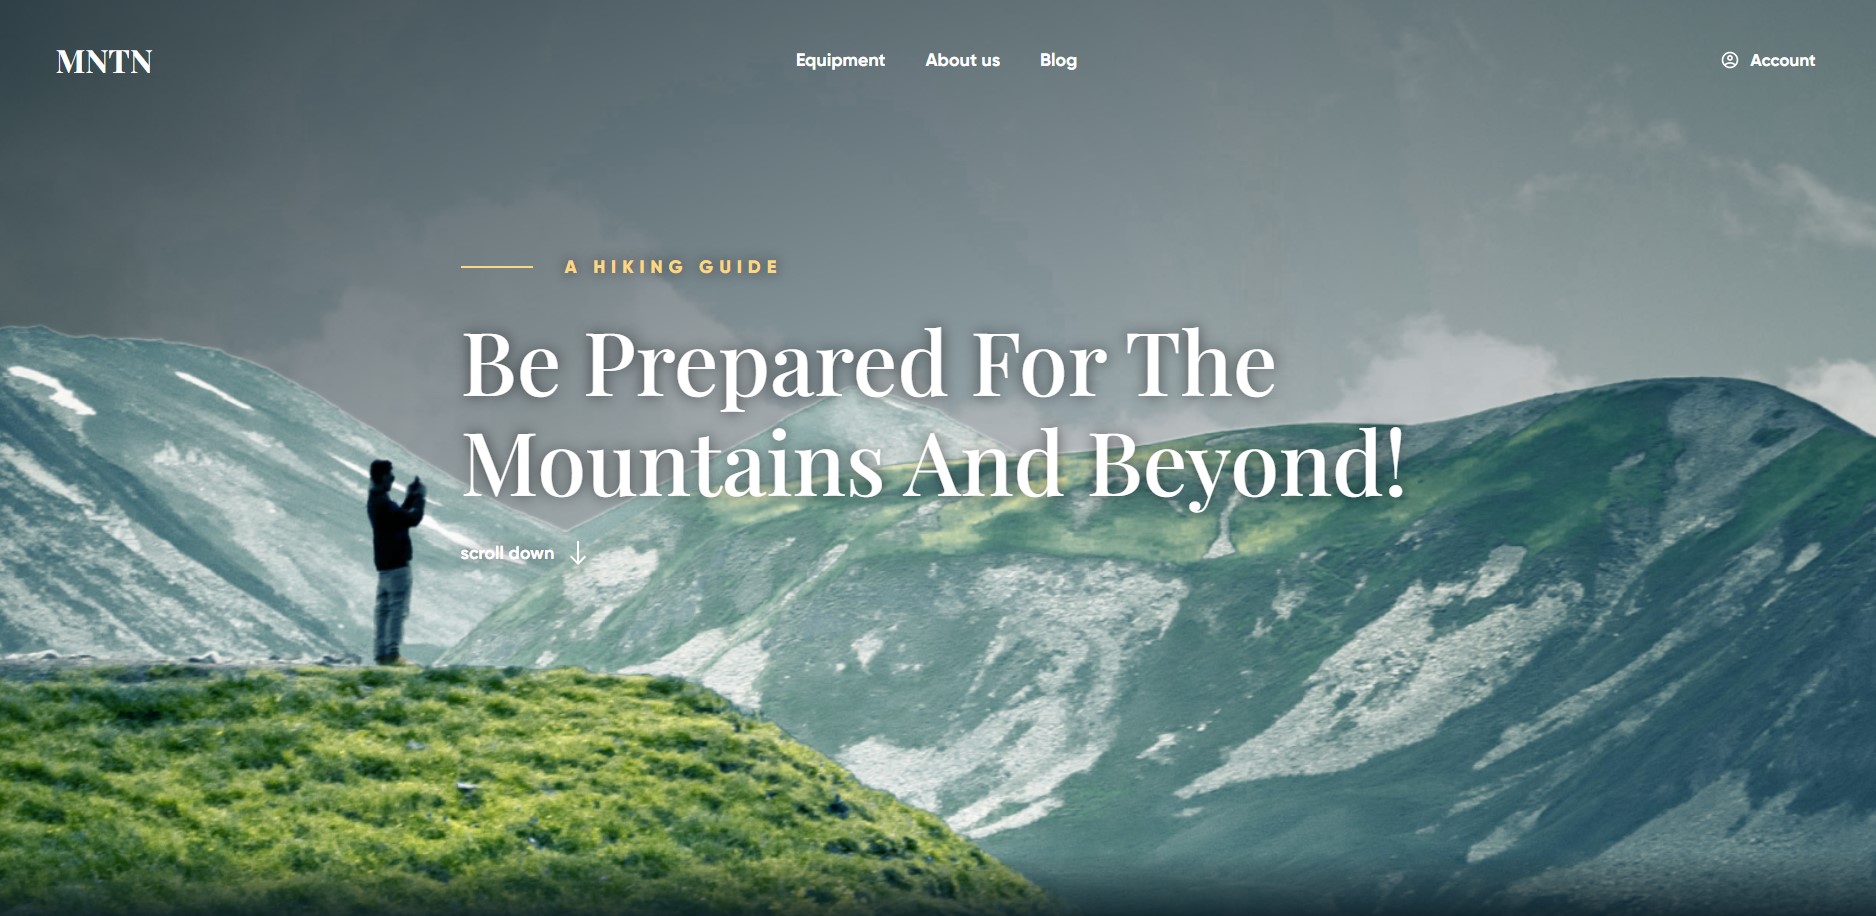 MNTN
Equipment
About us
Blog
Account
A HIKING GUIDE
Be Prepared For The
Mountains And Beyond!
scroll down